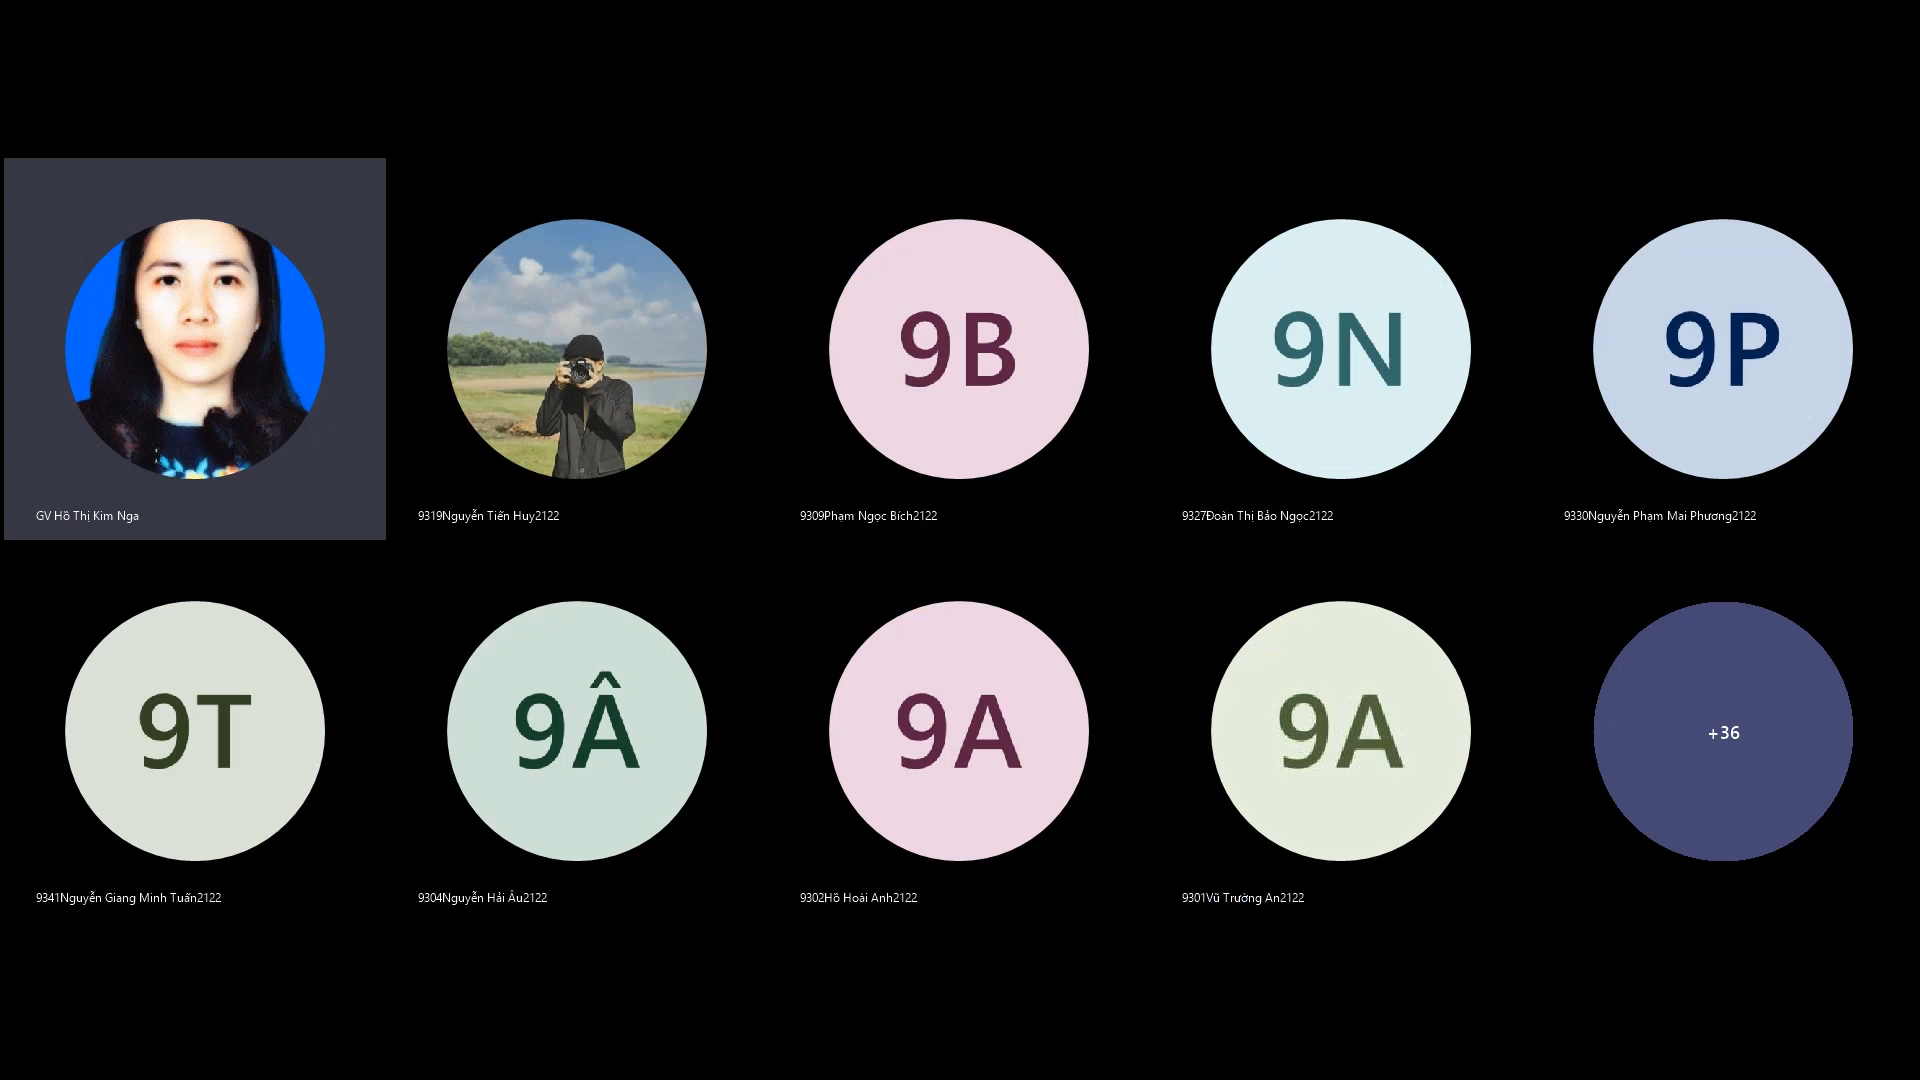 9B
9N
9P
GV Hồ Thị Kim Nga
9319Nguyễn Tiến Huy2122
9309Phạm Ngọc Bích2122
9327Đoàn Thị Bảo Ngọc2122
9330Nguyễn Phạm Mai Phương2122
9T
9Â
9A
9A
+36
9341Nguyễn Giang Minh Tuấn2122
9304Nguyễn Hải Âu2122
9302Hồ Hoài Anh2122
9301Vũ Trường An2122